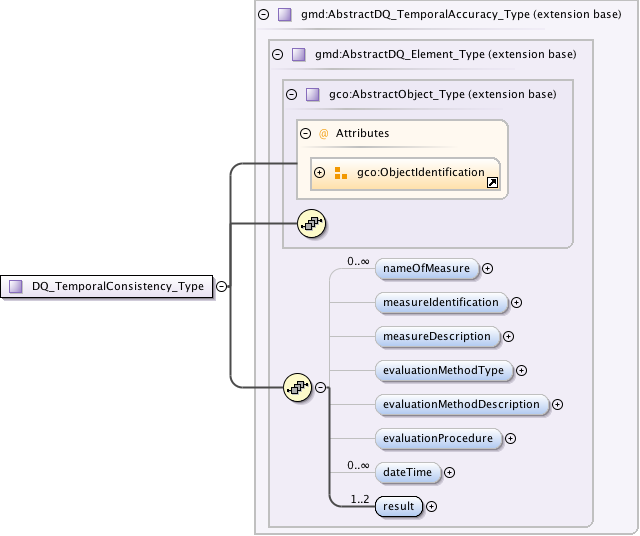 gmd:AbstractDQ_TemporalAccuracy_Type (extension base)
gmd:AbstractDQ_Element_Type (extension base)
gco:AbstractObject_Type (extension base)
@ Attributes
gco:ObjectIdentification
DQ_TemporalConsistency_Type
0..∞
nameOfMeasure
measureIdentification
measureDescription
evaluationMethodType
evaluationMethodDescription
evaluationProcedure
0..∞
dateTime
1..2
result